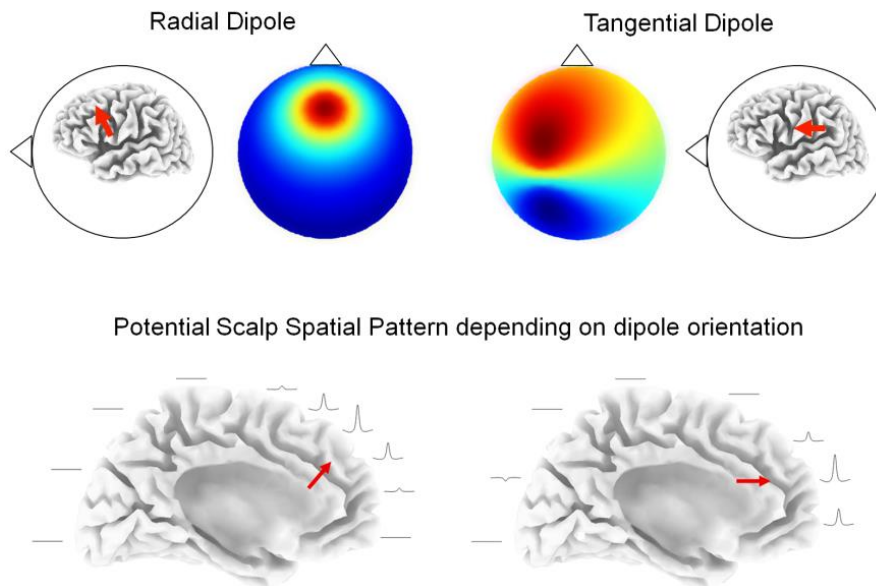 Radial Dipole
Tangential Dipole
Potential Scalp Spatial Pattern depending on dipole orientation